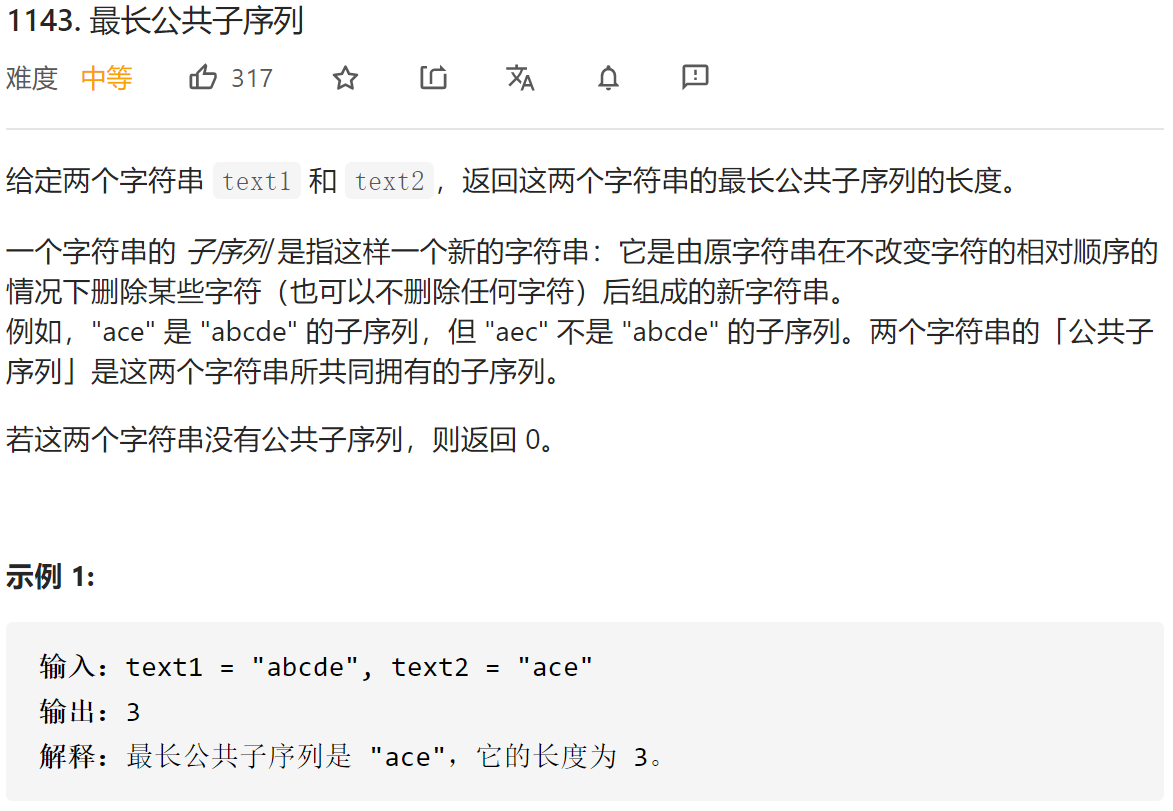 1143. 最长公共子序列
难度 中等 317
给定两个字符串 text1 和 text2，返回这两个字符串的最长公共子序列的长度。
一个字符串的 子序列 是指这样一个新的字符串：它是由原字符串在不改变字符的相对顺序的
情况下删除某些字符（也可以不删除任何字符）后组成的新字符串。
例如，"ace" 是 "abcde" 的子序列，但 "aec" 不是 "abcde" 的子序列。两个字符串的「公共子
序列」是这两个字符串所共同拥有的子序列。
若这两个字符串没有公共子序列，则返回 0。
示例 1:
输入：text1 = "abcde", text2 = "ace"
输出：3
解释：最长公共子序列是 "ace"，它的长度为 3。